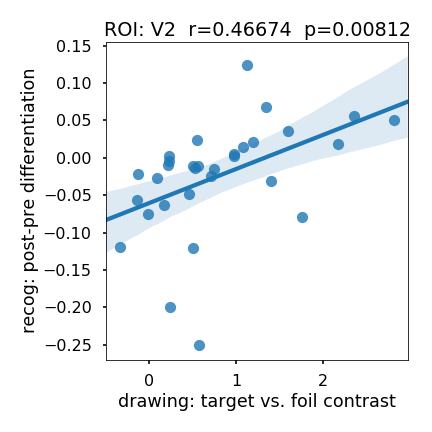 ROI: V2  r=0.46674  p=0.00812
0.15
0.10
0.05
0.00
−0.05
−0.10
−0.15
−0.20
−0.25
recog: post-pre differentiation
0 1 2
drawing: target vs. foil contrast